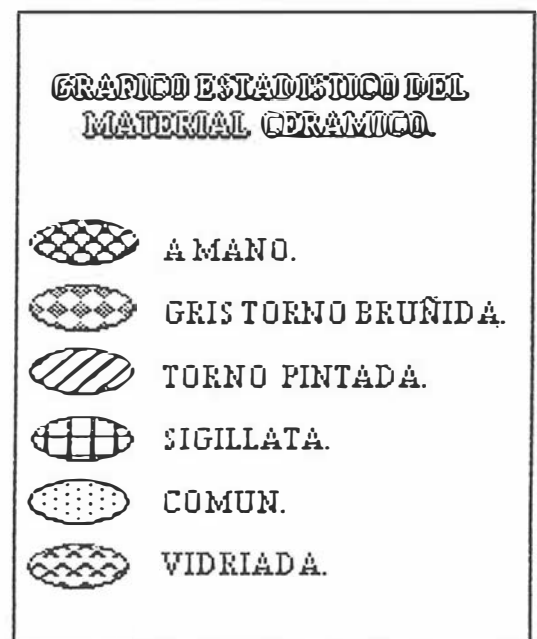 GRAFICO ESTADISTICO DEL
MATERIAL CERAMICO.
A MANO.
GRIS TORNO BRUÑIDA.
TORNO PINTADA.
SIGILLATA.
COMUN.
VIDRIADA.